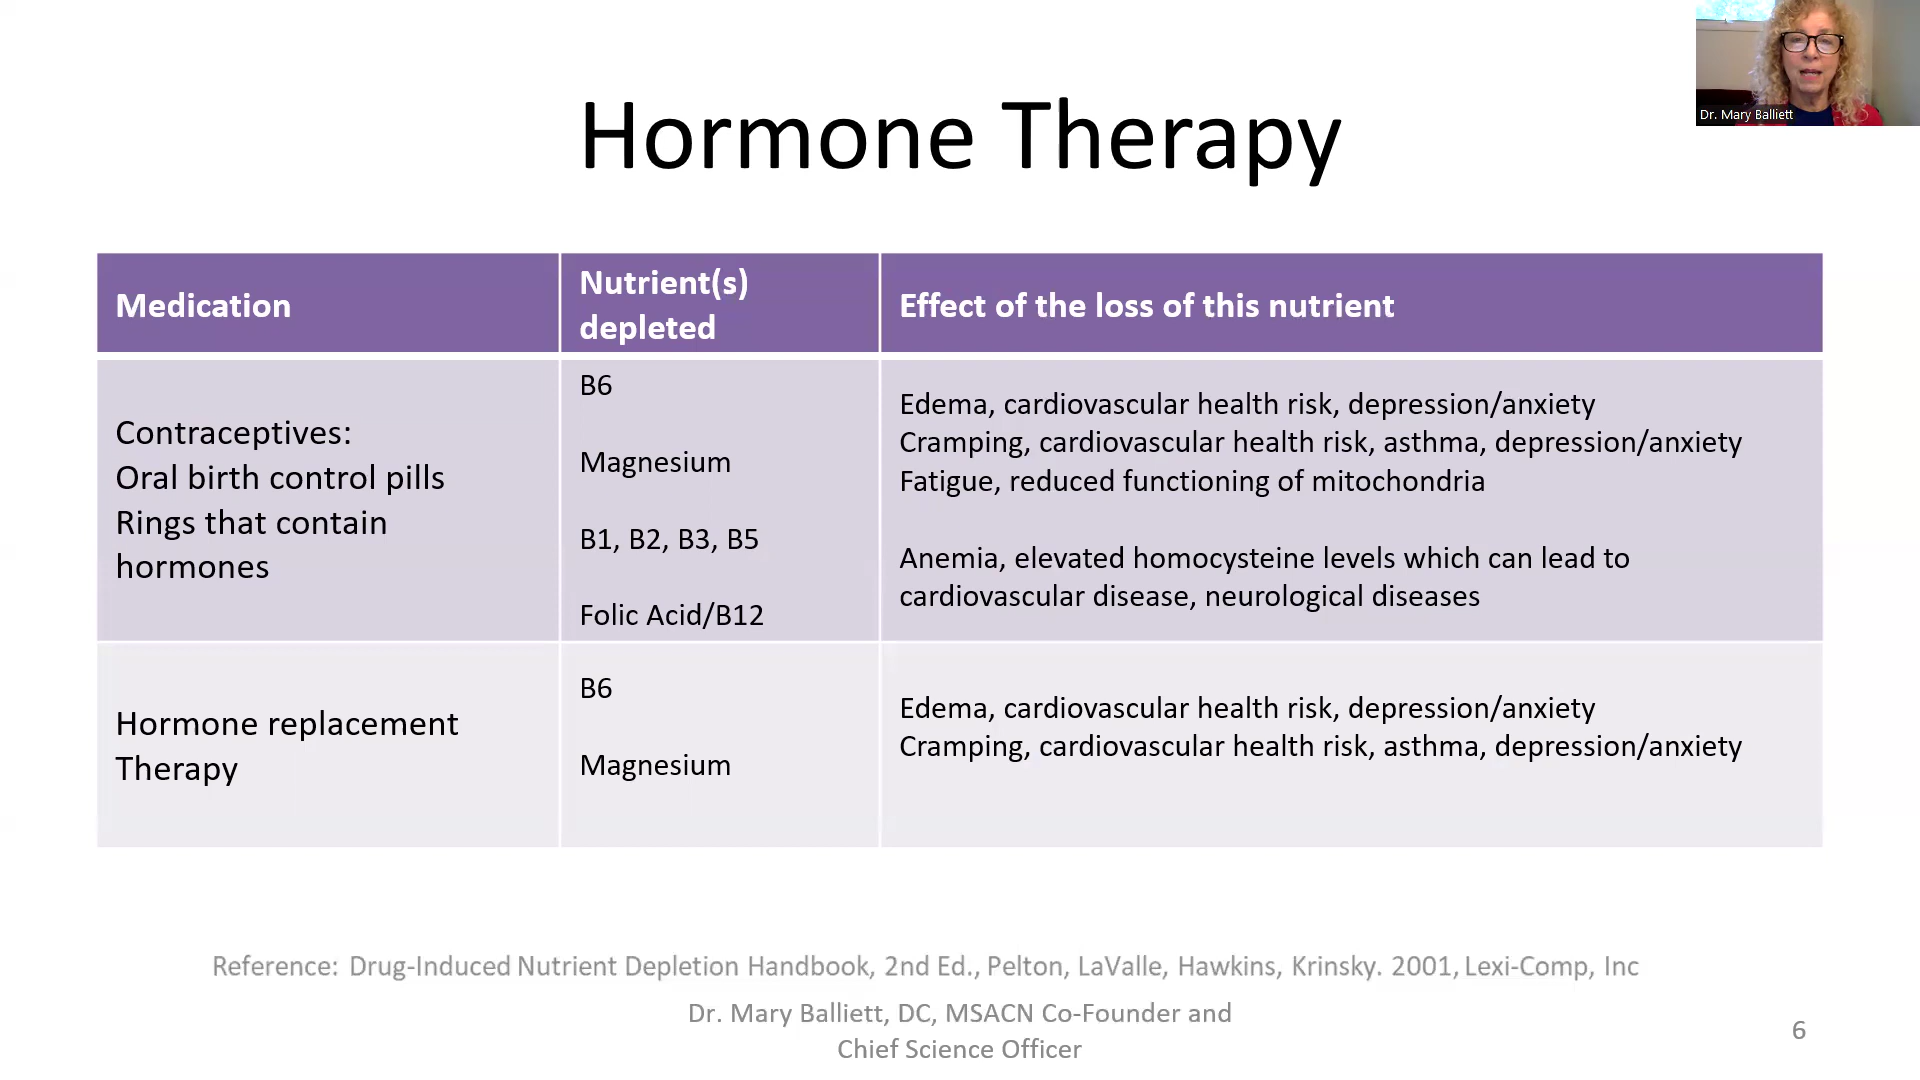 Dr. Mary Balliett
Hormone Therapy
Medication
Nutrient(s)
depleted
Effect of the loss of this nutrient
Contraceptives:
Oral birth control pills
Rings that contain
hormones
B6
Magnesium
B1, B2, B3, B5
Folic Acid/B12
Edema, cardiovascular health risk, depression/anxiety
Cramping, cardiovascular health risk, asthma, depression/anxiety
Fatigue, reduced functioning of mitochondria
Anemia, elevated homocysteine levels which can lead to
cardiovascular disease, neurological diseases
Hormone replacement
Therapy
B6
Magnesium
Edema, cardiovascular health risk, depression/anxiety
Cramping, cardiovascular health risk, asthma, depression/anxiety
Reference: Drug-Induced Nutrient Depletion Handbook, 2nd Ed., Pelton, LaValle, Hawkins, Krinsky. 2001, Lexi-Comp, Inc
Dr. Mary Balliett, DC, MSACN Co-Founder and
Chief Science Officer
6